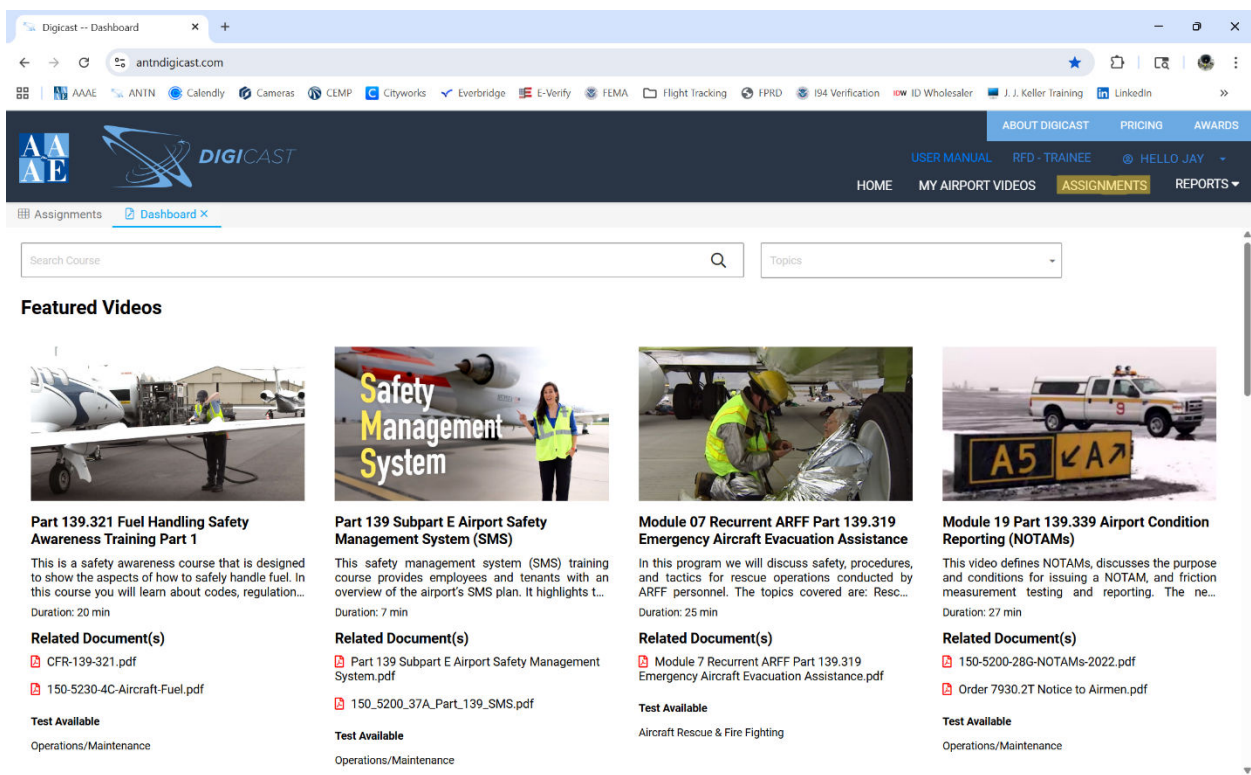 Digicast -- Dashboard
antndigicast.com
AAAE ANTN Calendly Cameras CEMP Cityworks Everbridge E-Verify FEMA Flight Tracking FPRD I94 Verification IDW ID Wholesaler J. J. Keller Training LinkedIn »
ABOUT DIGICAST PRICING AWARDS
AAAE DIGICAST
USER MANUAL RFD - TRAINEE HELLO JAY
HOME MY AIRPORT VIDEOS ASSIGNMENTS REPORTS
Assignments Dashboard ×
Search Course Topics
Featured Videos
Safety
Management
System
9
A5 ↙A↗
Part 139.321 Fuel Handling Safety
Awareness Training Part 1
This is a safety awareness course that is designed
to show the aspects of how to safely handle fuel. In
this course you will learn about codes, regulation...
Duration: 20 min
Related Document(s)
CFR-139-321.pdf
150-5230-4C-Aircraft-Fuel.pdf
Test Available
Operations/Maintenance
Part 139 Subpart E Airport Safety
Management System (SMS)
This safety management system (SMS) training
course provides employees and tenants with an
overview of the airport's SMS plan. It highlights t...
Duration: 7 min
Related Document(s)
Part 139 Subpart E Airport Safety Management
System.pdf
150_5200_37A_Part_139_SMS.pdf
Test Available
Operations/Maintenance
Module 07 Recurrent ARFF Part 139.319
Emergency Aircraft Evacuation Assistance
In this program we will discuss safety, procedures,
and tactics for rescue operations conducted by
ARFF personnel. The topics covered are: Resc...
Duration: 25 min
Related Document(s)
Module 7 Recurrent ARFF Part 139.319
Emergency Aircraft Evacuation Assistance.pdf
Test Available
Aircraft Rescue & Fire Fighting
Module 19 Part 139.339 Airport Condition
Reporting (NOTAMs)
This video defines NOTAMs, discusses the purpose
and conditions for issuing a NOTAM, and friction
measurement testing and reporting. The ne...
Duration: 27 min
Related Document(s)
150-5200-28G-NOTAMs-2022.pdf
Order 7930.2T Notice to Airmen.pdf
Test Available
Operations/Maintenance